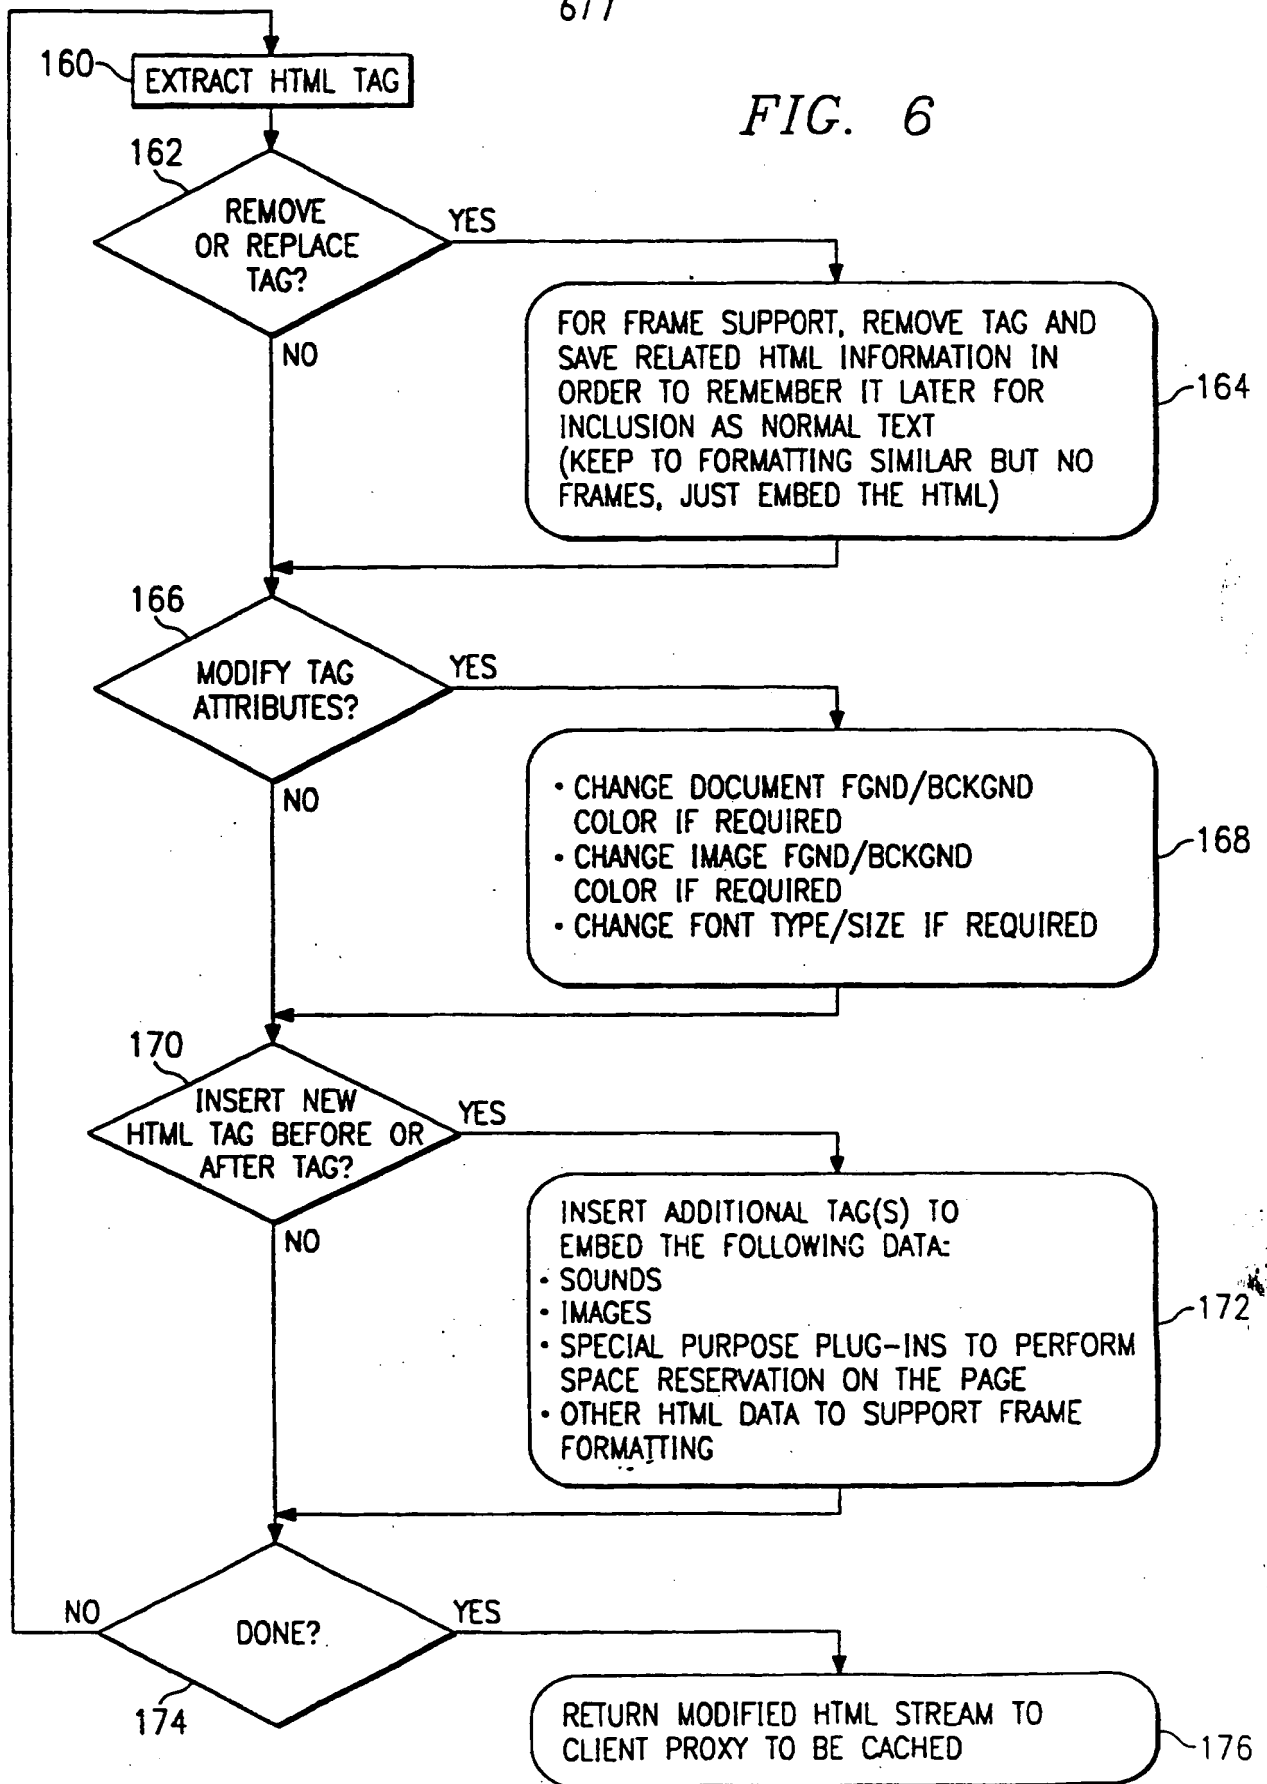 6/7
160
EXTRACT HTML TAG
FIG. 6
162
REMOVE
OR REPLACE
TAG?
YES
NO
FOR FRAME SUPPORT, REMOVE TAG AND
SAVE RELATED HTML INFORMATION IN
ORDER TO REMEMBER IT LATER FOR
INCLUSION AS NORMAL TEXT
(KEEP TO FORMATTING SIMILAR BUT NO
FRAMES, JUST EMBED THE HTML)
164
166
MODIFY TAG
ATTRIBUTES?
YES
NO
• CHANGE DOCUMENT FGND/BCKGND
COLOR IF REQUIRED
• CHANGE IMAGE FGND/BCKGND
COLOR IF REQUIRED
• CHANGE FONT TYPE/SIZE IF REQUIRED
168
170
INSERT NEW
HTML TAG BEFORE OR
AFTER TAG?
YES
NO
INSERT ADDITIONAL TAG(S) TO
EMBED THE FOLLOWING DATA:
• SOUNDS
• IMAGES
• SPECIAL PURPOSE PLUG-INS TO PERFORM
SPACE RESERVATION ON THE PAGE
• OTHER HTML DATA TO SUPPORT FRAME
FORMATTING
172
NO
DONE?
YES
174
RETURN MODIFIED HTML STREAM TO
CLIENT PROXY TO BE CACHED
176